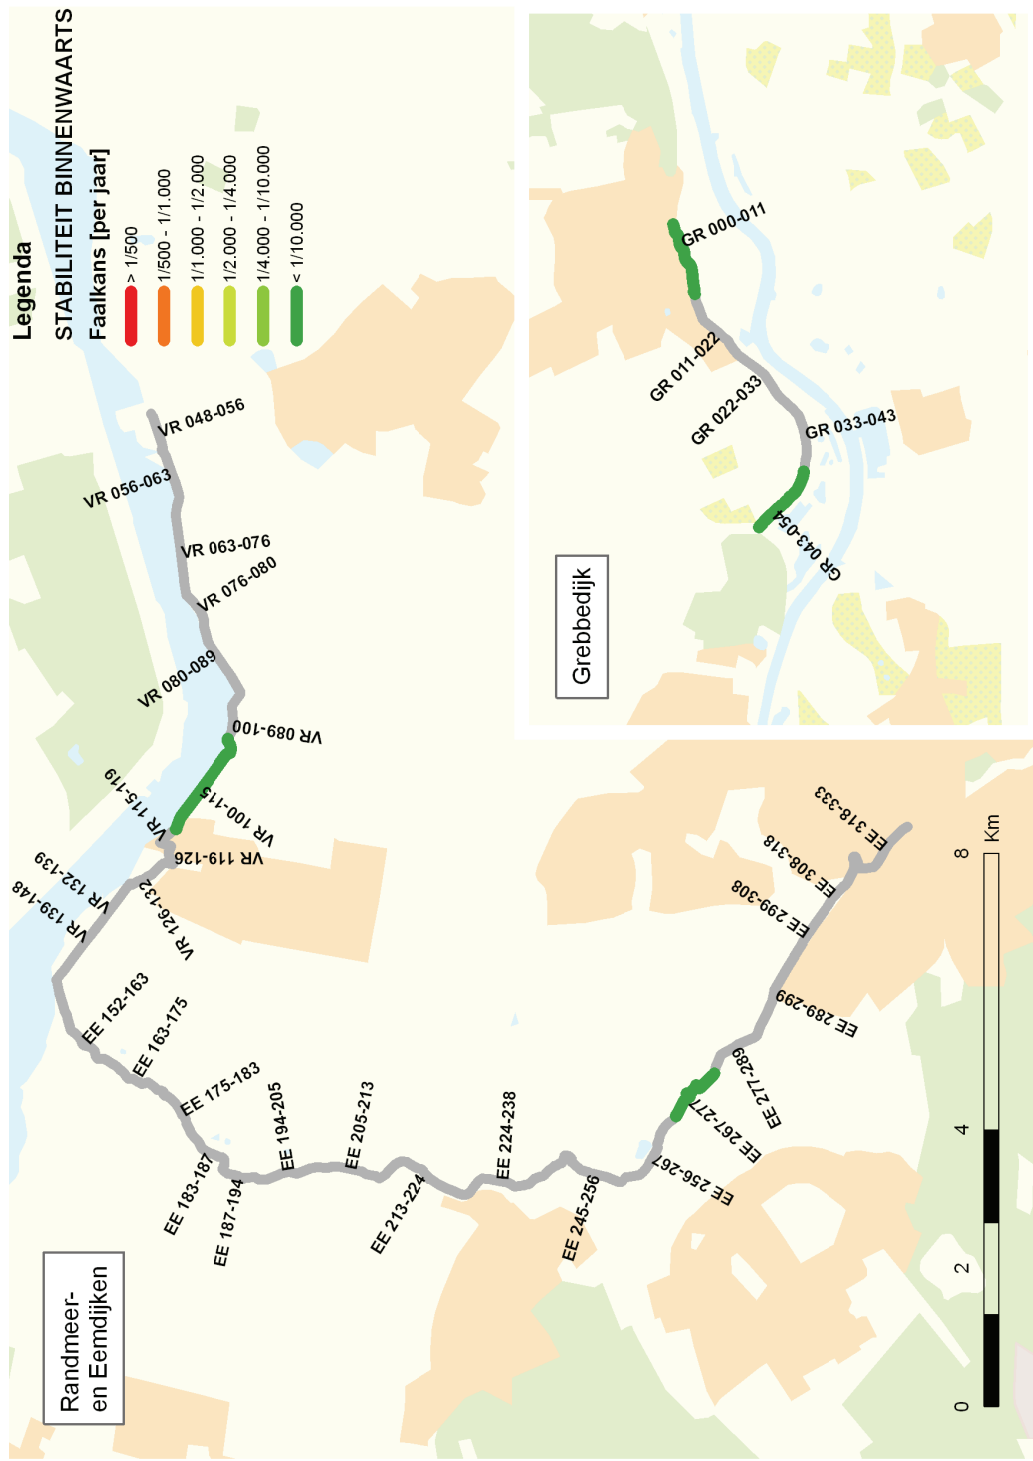 Legenda
STABILITEIT BINNENWAARTS
Faalkans [per jaar]
> 1/500
1/500 - 1/1.000
1/1.000 - 1/2.000
1/2.000 - 1/4.000
1/4.000 - 1/10.000
< 1/10.000
Randmeer-
en Eemdijken
VR 048-056
VR 056-063
VR 063-076
VR 076-080
VR 080-089
VR 089-100
VR 100-115
VR 115-119
VR 119-126
VR 126-132
VR 132-139
VR 139-148
EE 152-163
EE 163-175
EE 175-183
EE 183-187
EE 187-194
EE 194-205
EE 205-213
EE 213-224
EE 224-238
EE 245-256
EE 256-267
EE 267-277
EE 277-289
EE 289-299
EE 299-308
EE 308-318
EE 318-333
Grebbedijk
GR 000-011
GR 011-022
GR 022-033
GR 033-043
GR 043-054
0 2 4 8
Km